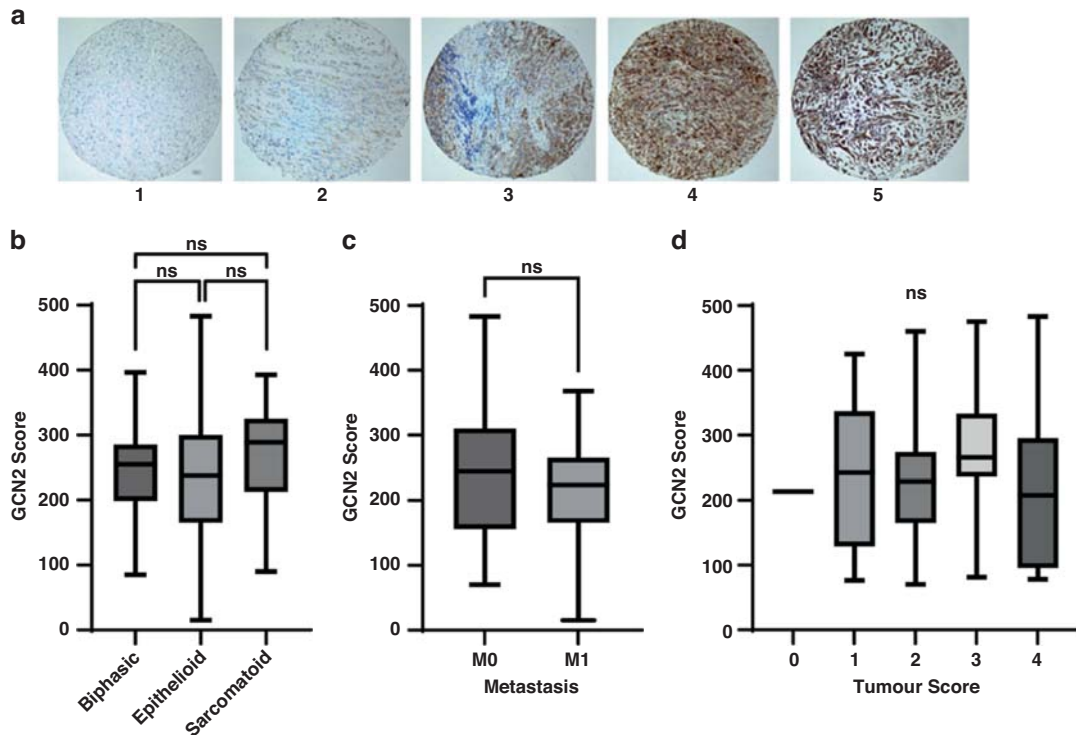 a
1 2 3 4 5
b
ns
ns ns
500
400
300
200
100
0
GCN2 Score
Biphasic
Epithelioid
Sarcomatoid
c
ns
500
400
300
200
100
0
GCN2 Score
M0 M1
Metastasis
d
ns
500
400
300
200
100
0
GCN2 Score
0 1 2 3 4
Tumour Score